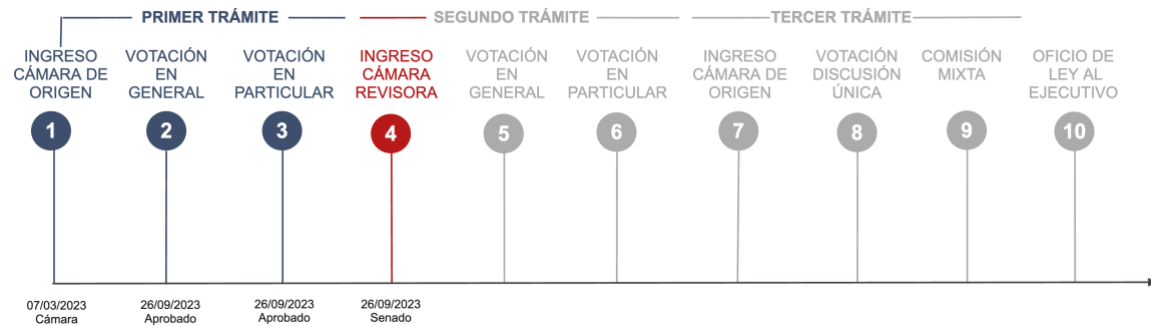 PRIMER TRÁMITE
SEGUNDO TRÁMITE
TERCER TRÁMITE
INGRESO
CÁMARA DE
ORIGEN
VOTACIÓN
EN
GENERAL
VOTACIÓN
EN
PARTICULAR
INGRESO
CÁMARA
REVISORA
VOTACIÓN
EN
GENERAL
VOTACIÓN
EN
PARTICULAR
INGRESO
CÁMARA DE
ORIGEN
VOTACIÓN
DISCUSIÓN
ÚNICA
COMISIÓN
MIXTA
OFICIO DE
LEY AL
EJECUTIVO
1
2
3
4
5
6
7
8
9
10
07/03/2023
Cámara
26/09/2023
Aprobado
26/09/2023
Aprobado
26/09/2023
Senado